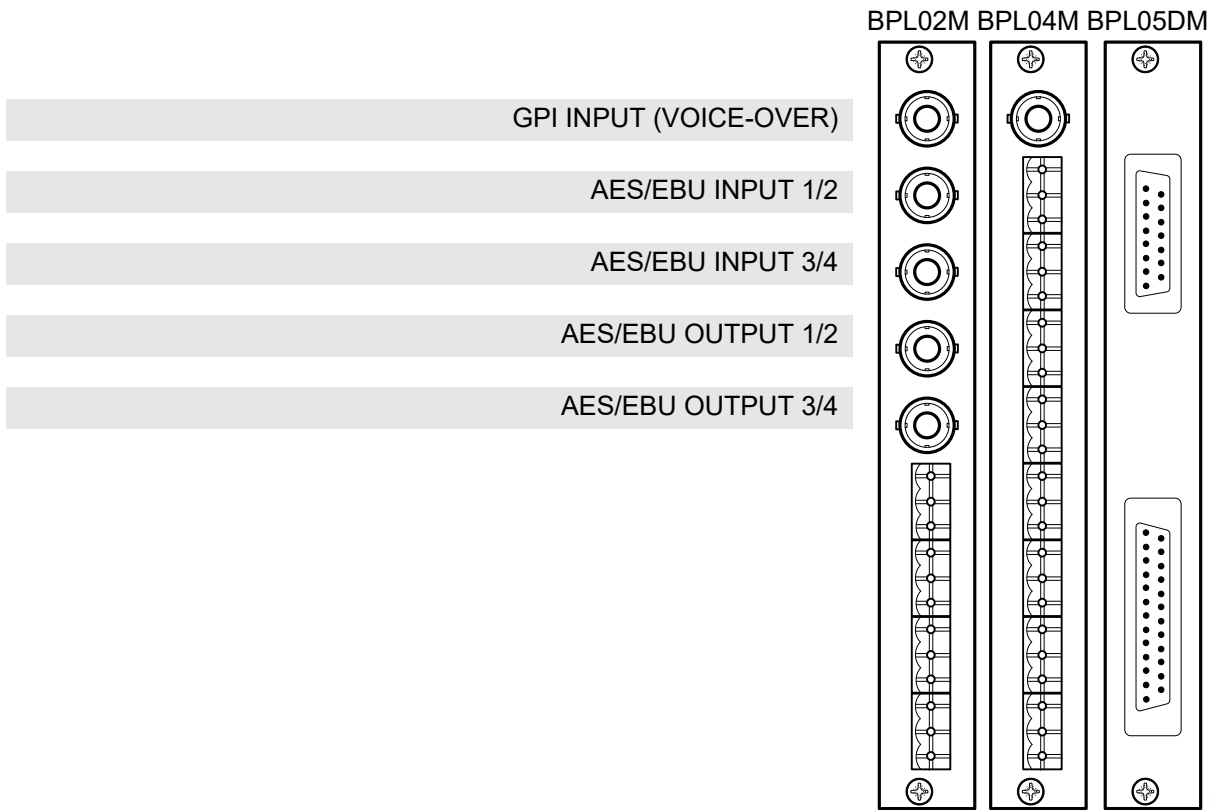 BPL02M BPL04M BPL05DM
GPI INPUT (VOICE-OVER)
AES/EBU INPUT 1/2
AES/EBU INPUT 3/4
AES/EBU OUTPUT 1/2
AES/EBU OUTPUT 3/4